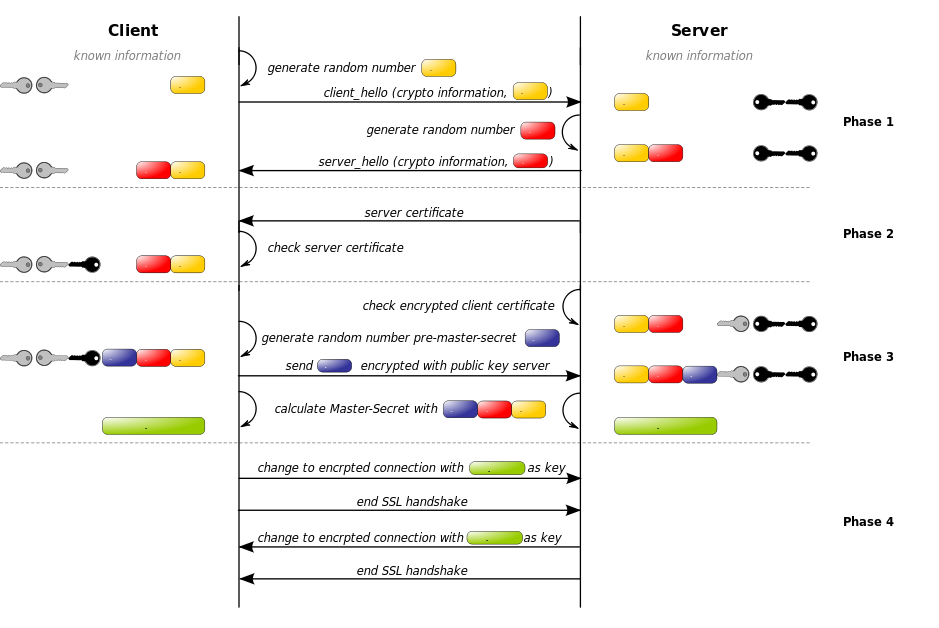 Client
Server
known information
known information
generate random number
client_hello (crypto information, )
Phase 1
generate random number
server_hello (crypto information, )
server certificate
Phase 2
check server certificate
check encrypted client certificate
generate random number pre-master-secret
Phase 3
send encrypted with public key server
calculate Master-Secret with
change to encrpted connection with as key
end SSL handshake
Phase 4
change to encrpted connection with as key
end SSL handshake